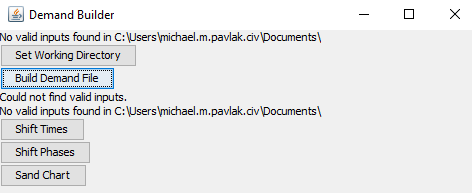 Demand Builder
No valid inputs found in C:\Users\michael.m.pavlak.civ\Documents\
Set Working Directory
Build Demand File
Could not find valid inputs.
No valid inputs found in C:\Users\michael.m.pavlak.civ\Documents\
Shift Times
Shift Phases
Sand Chart